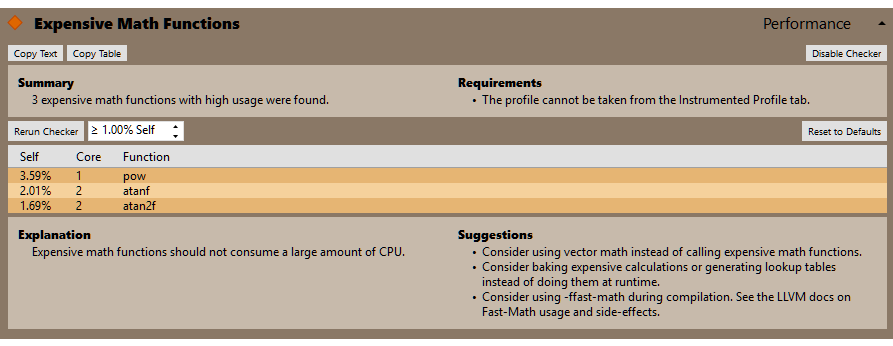 Expensive Math Functions Performance
Copy Text Copy Table Disable Checker
Summary
3 expensive math functions with high usage were found.
Requirements
• The profile cannot be taken from the Instrumented Profile tab.
Rerun Checker ≥ 1.00% Self Reset to Defaults
Self Core Function
3.59% 1 pow
2.01% 2 atanf
1.69% 2 atan2f
Explanation
Expensive math functions should not consume a large amount of CPU.
Suggestions
• Consider using vector math instead of calling expensive math functions.
• Consider baking expensive calculations or generating lookup tables
instead of doing them at runtime.
• Consider using -ffast-math during compilation. See the LLVM docs on
Fast-Math usage and side-effects.